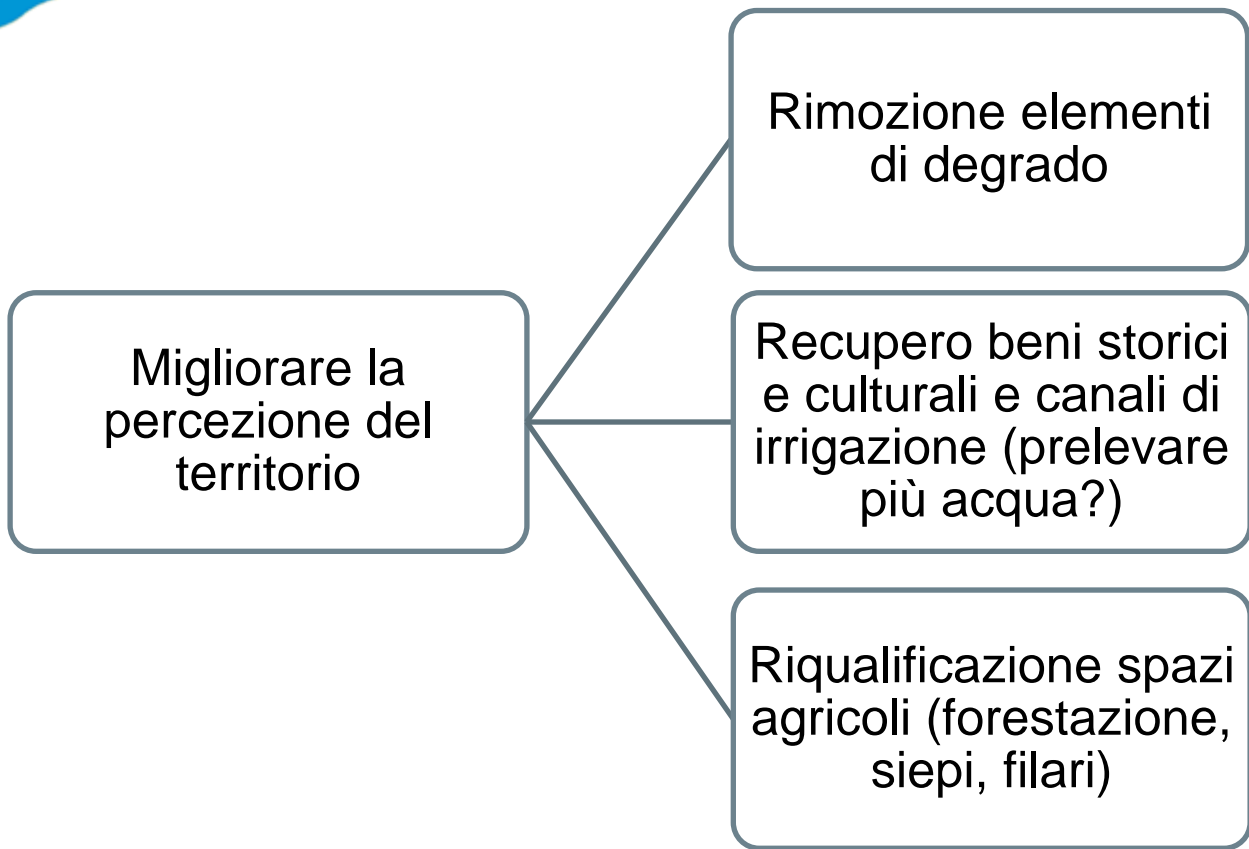 Migliorare la
percezione del
territorio
Rimozione elementi
di degrado
Recupero beni storici
e culturali e canali di
irrigazione (prelevare
più acqua?)
Riqualificazione spazi
agricoli (forestazione,
siepi, filari)